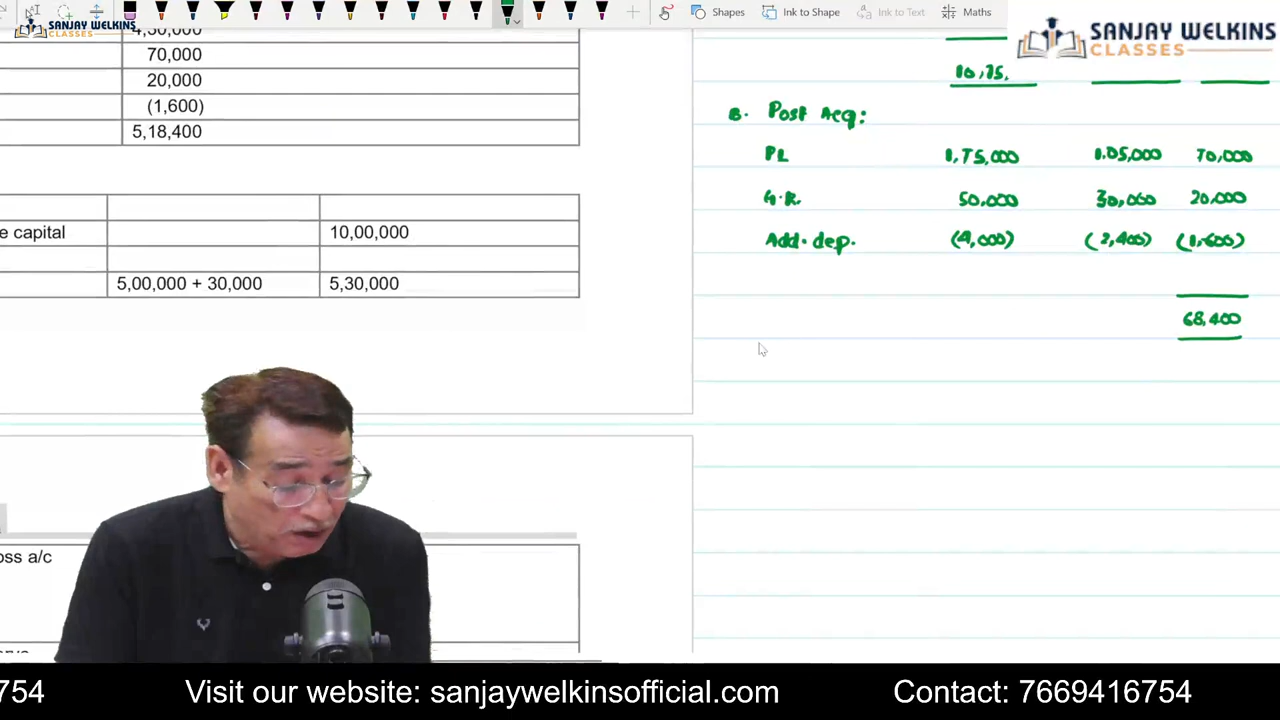 Shapes Ink to Shape Ink to Text Maths
SANJAY WELKINS CLASSES
SANJAY WELKINS
CLASSES
70,000
20,000
(1,600)
5,18,400
e capital 10,00,000
5,00,000 + 30,000 5,30,000
oss a/c
10,75,
B. Post Acq:
PL 1,75,000 1,05,000 70,000
G.R. 50,000 30,000 20,000
Add. dep. (4,000) (2,400) (1,600)
68,400
754 Visit our website: sanjaywelkinsofficial.com Contact: 7669416754